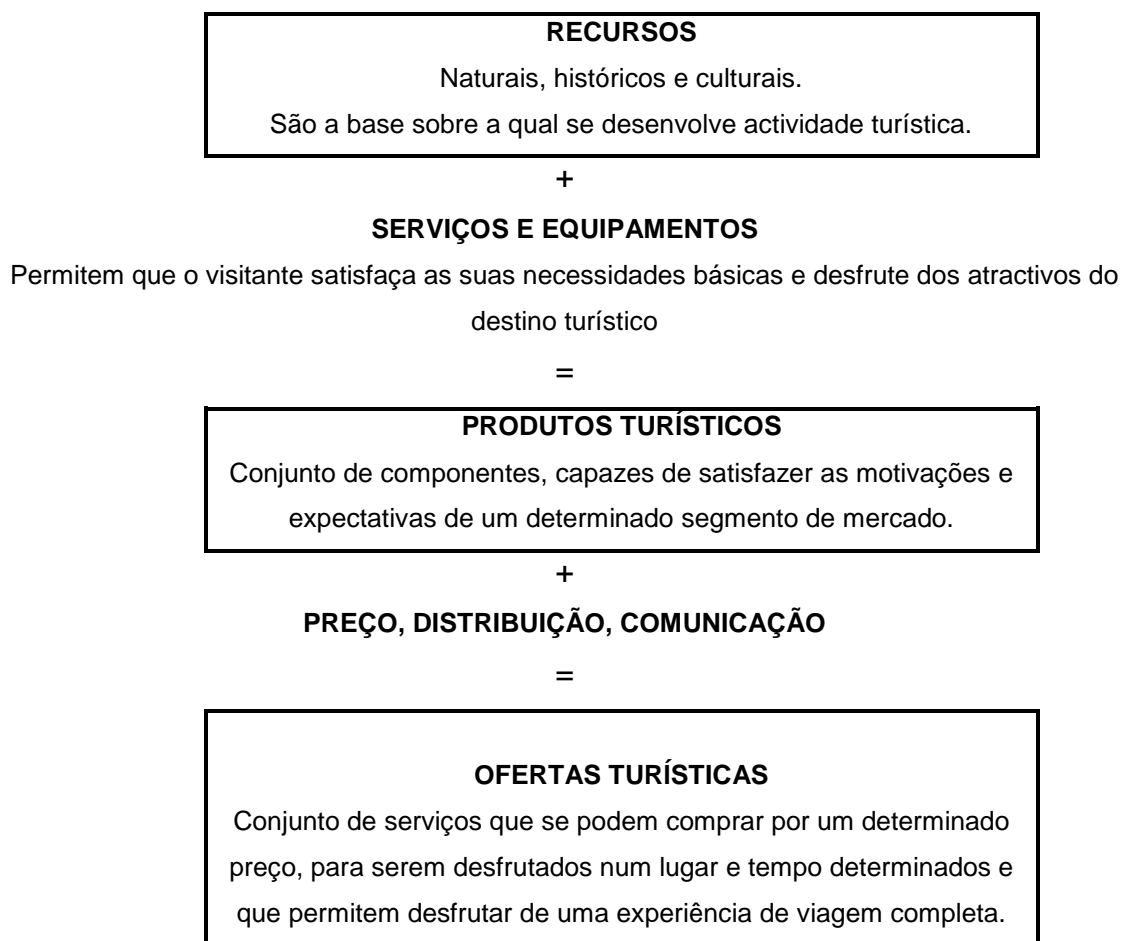 RECURSOS
Naturais, históricos e culturais.
São a base sobre a qual se desenvolve actividade turística.
+
SERVIÇOS E EQUIPAMENTOS
Permitem que o visitante satisfaça as suas necessidades básicas e desfrute dos atractivos do
destino turístico
=
PRODUTOS TURÍSTICOS
Conjunto de componentes, capazes de satisfazer as motivações e
expectativas de um determinado segmento de mercado.
+
PREÇO, DISTRIBUIÇÃO, COMUNICAÇÃO
=
OFERTAS TURÍSTICAS
Conjunto de serviços que se podem comprar por um determinado
preço, para serem desfrutados num lugar e tempo determinados e
que permitem desfrutar de uma experiência de viagem completa.